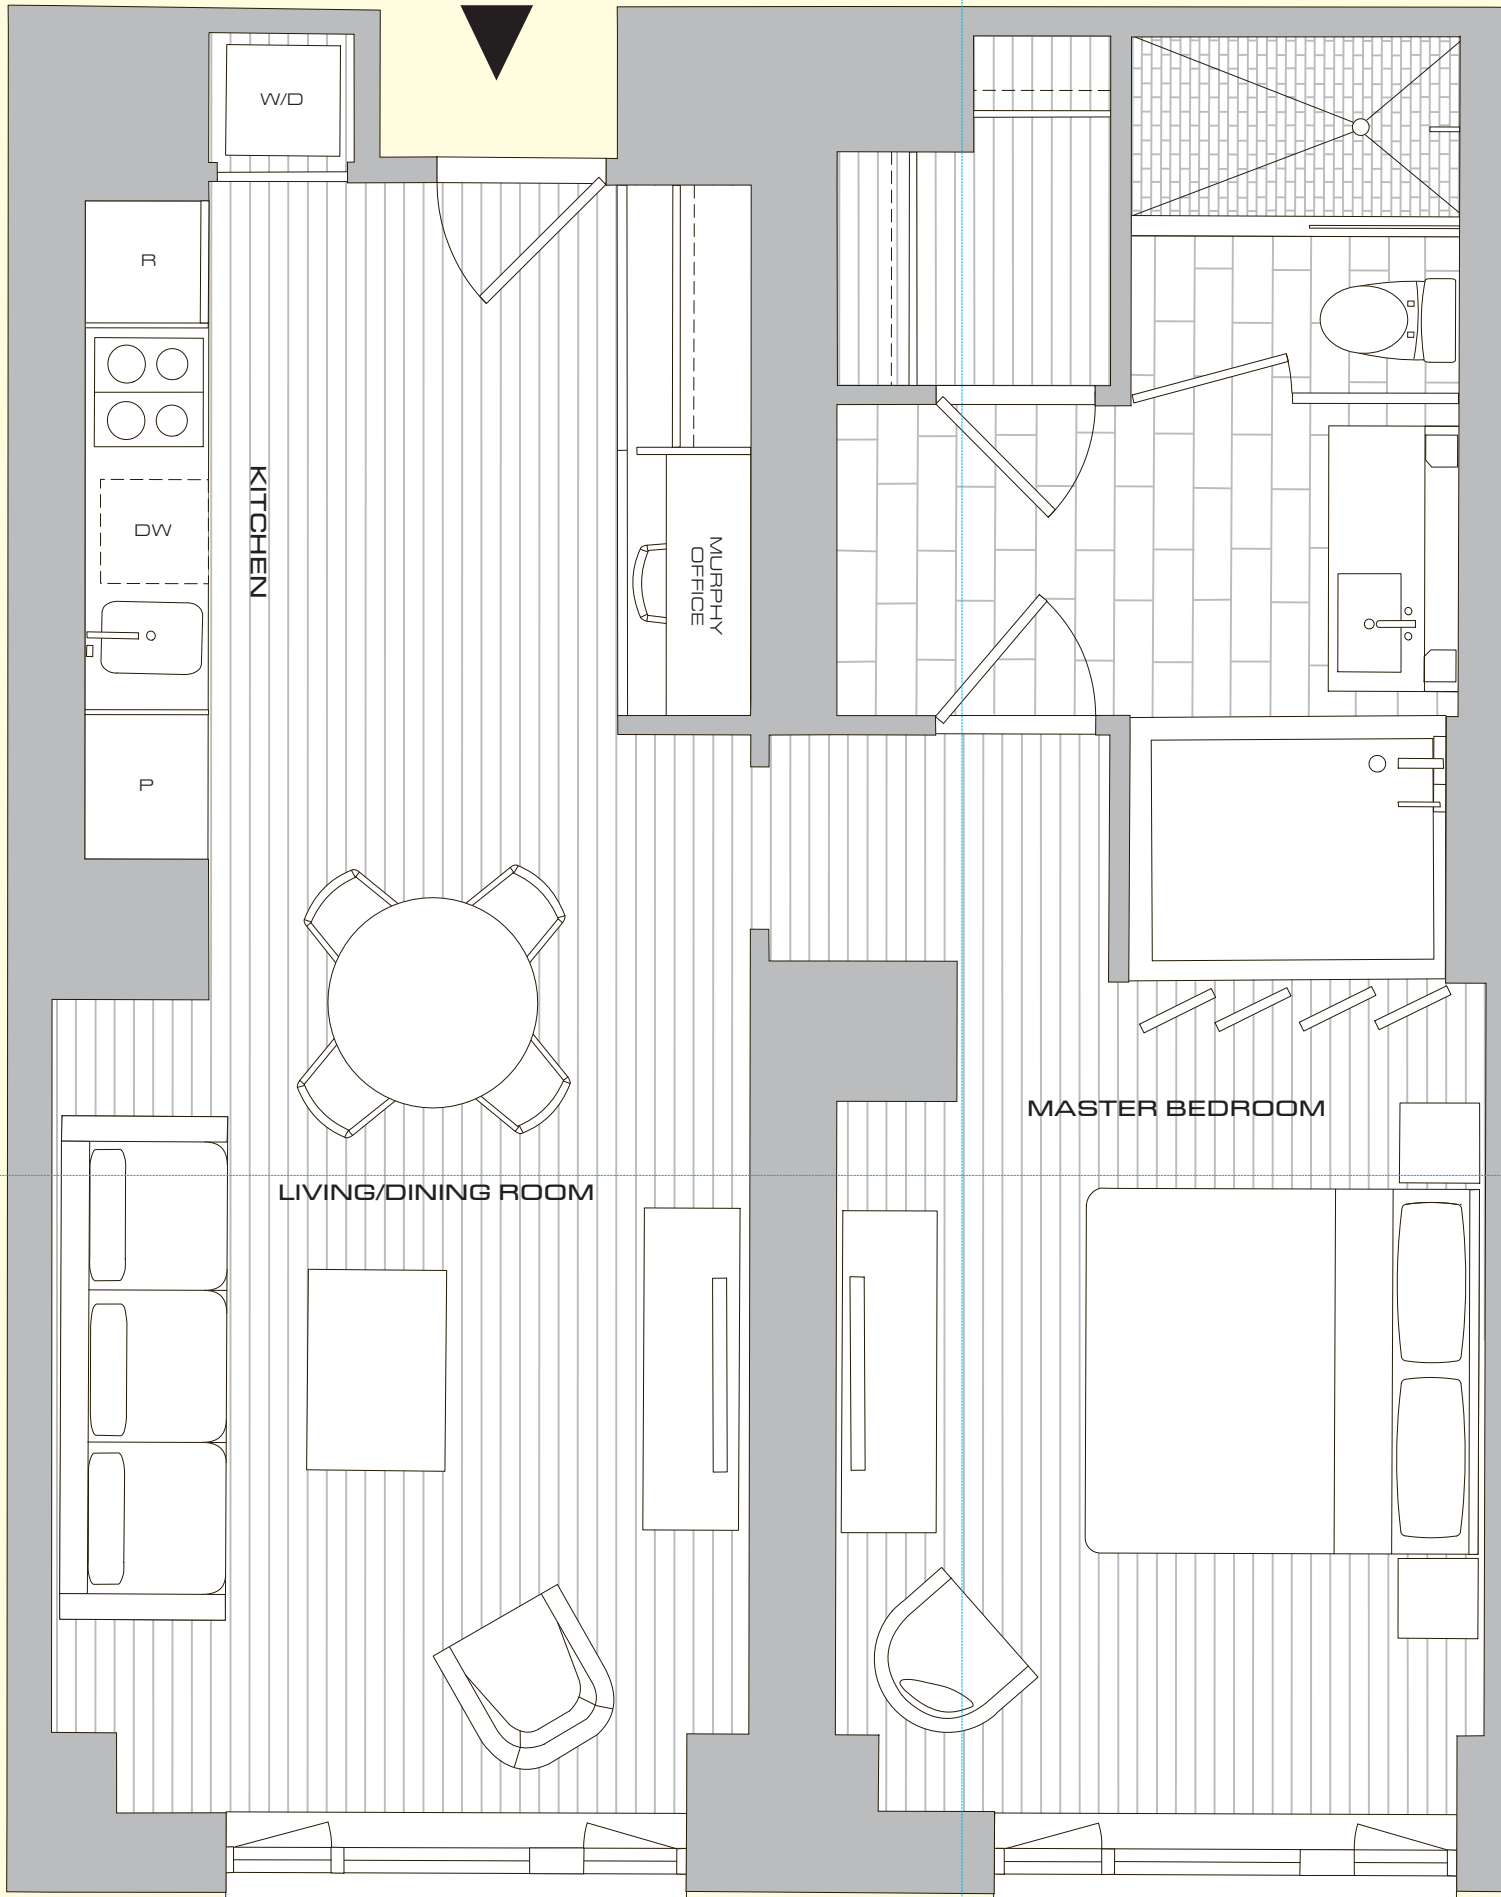 W/D
R
KITCHEN
DW
MURPHY
OFFICE
P
MASTER BEDROOM
LIVING/DINING ROOM